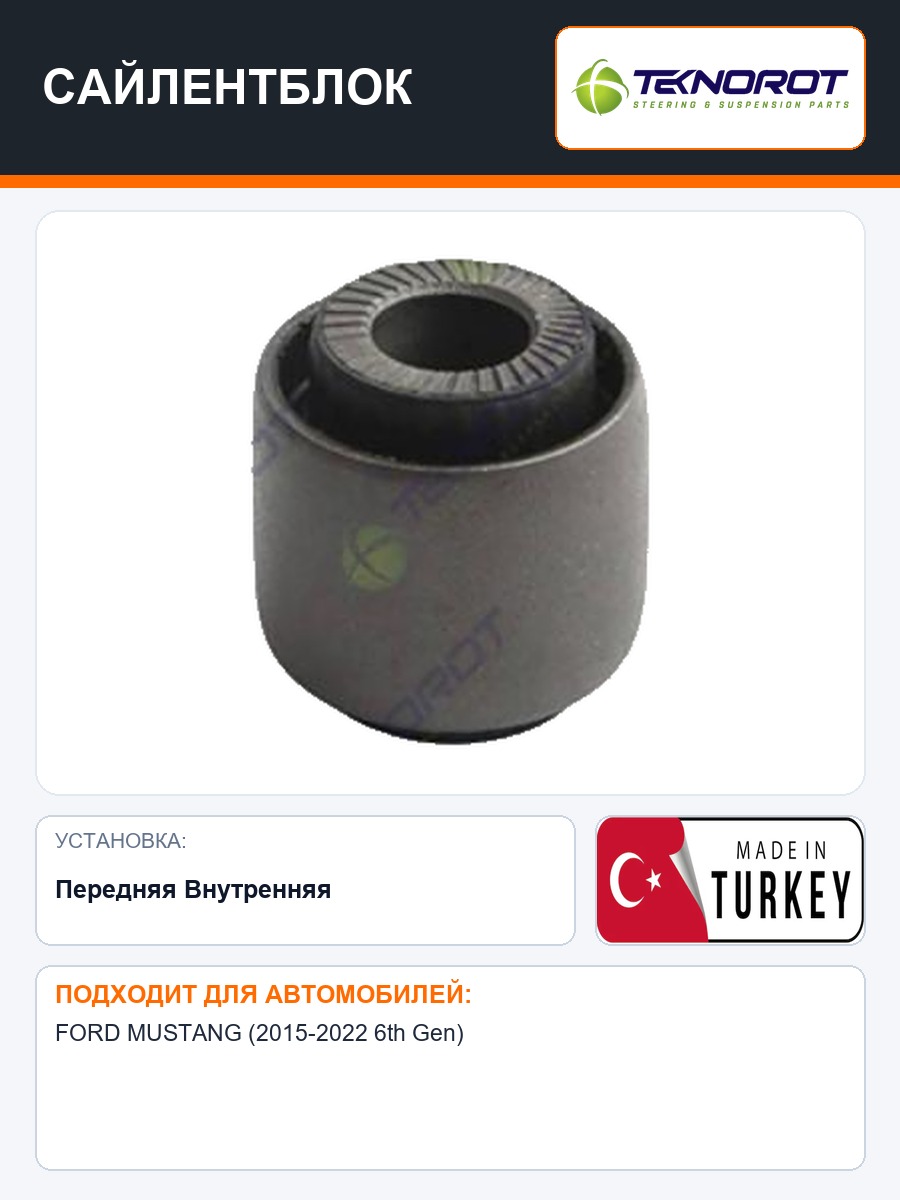 САЙЛЕНТБЛОК
TEKNOROT
STEERING & SUSPENSION PARTS
TEKNOROT
УСТАНОВКА:
Передняя Внутренняя
MADE IN
TURKEY
ПОДХОДИТ ДЛЯ АВТОМОБИЛЕЙ:
FORD MUSTANG (2015-2022 6th Gen)